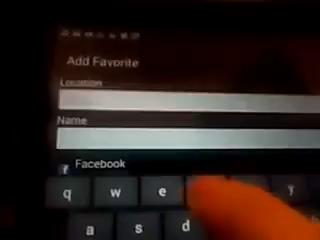 Add Favorite
Location
Name
f Facebook
q w e Y
a s d